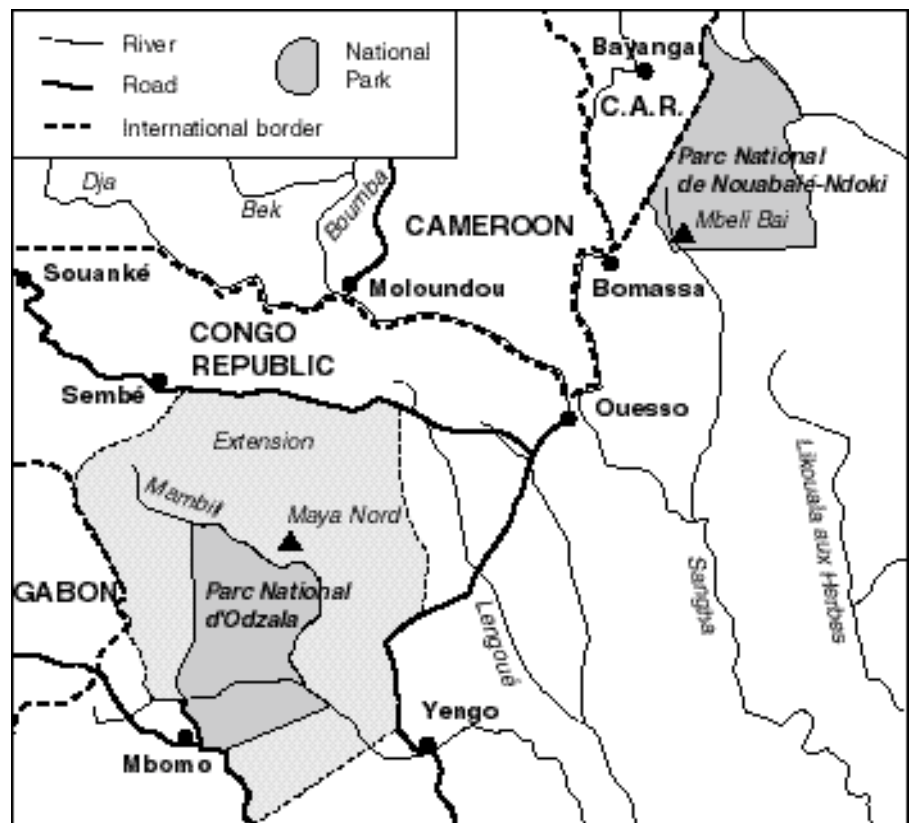 River
Road
International border
National
Park
Bayanga
C.A.R.
Parc National
de Nouabalé-Ndoki
Mbeli Bai
Dja
Bek
Boumba
CAMEROON
Souanké
Moloundou
Bomassa
CONGO
REPUBLIC
Sembé
Ouesso
Extension
Mambili
Maya Nord
Likouala aux Herbes
GABON
Parc National
d'Odzala
Sangha
Lengoué
Yengo
Mbomo